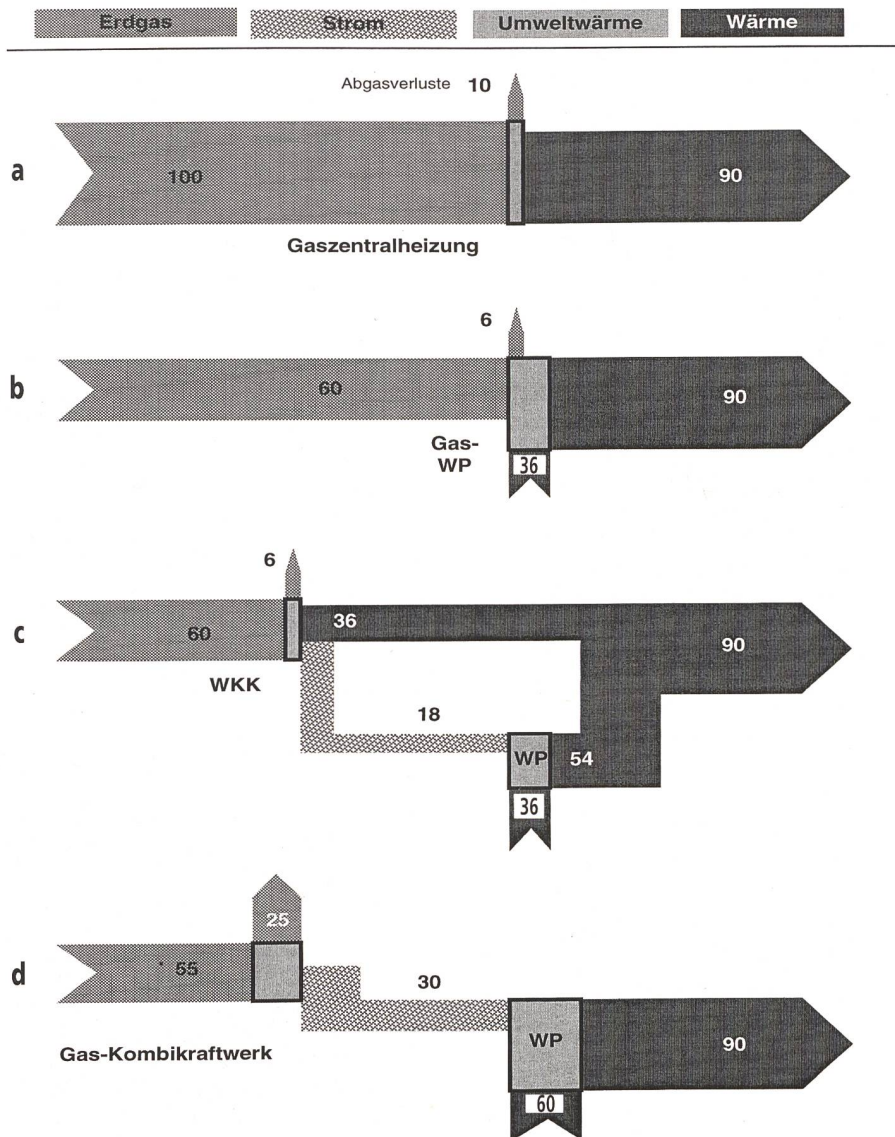 Erdgas Strom Umweltwärme Wärme
Abgasverluste 10
a
100
90
Gaszentralheizung
6
b
60
90
Gas-
WP
36
6
c
60
36
90
WKK
18
WP
54
36
25
d
55
30
Gas-Kombikraftwerk
WP
90
60